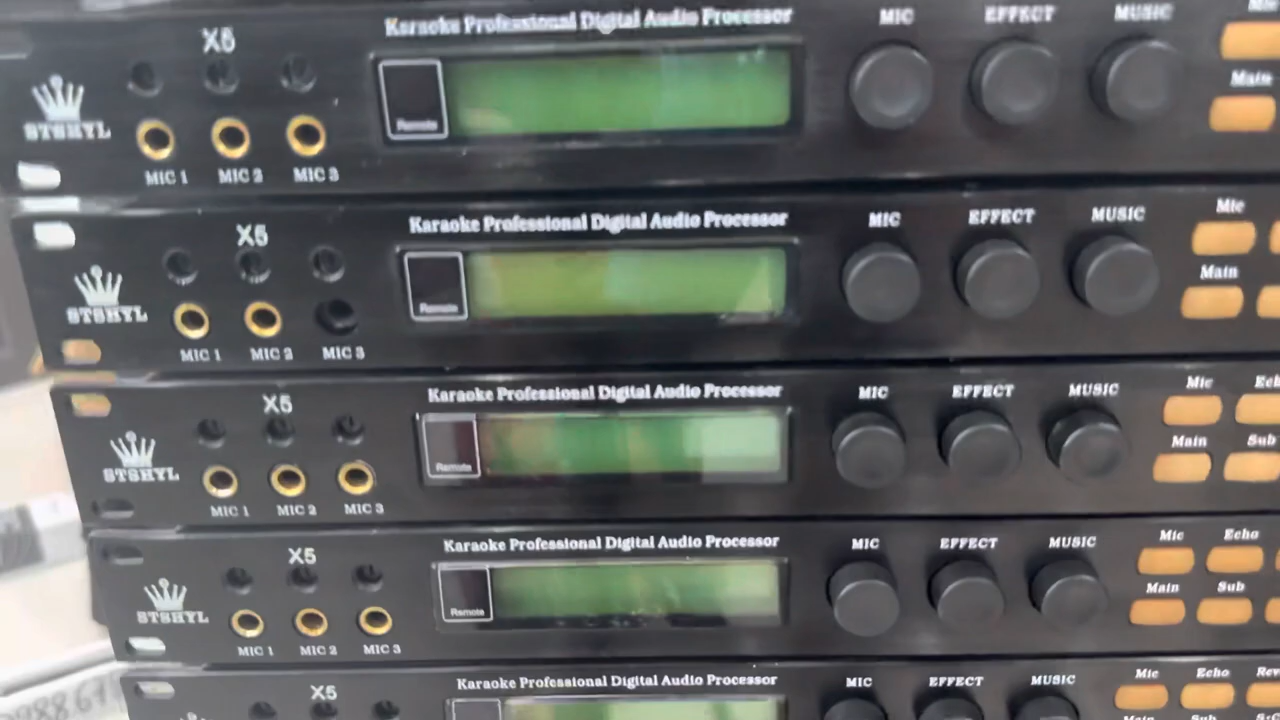 Karaoke Professional Digital Audio Processor
X5
MIC EFFECT MUSIC
STSHYL
Remote
Main
MIC 1 MIC 2 MIC 3
Karaoke Professional Digital Audio Processor
X5
MIC EFFECT MUSIC Mic
STSHYL
Remote
Main
MIC 1 MIC 2 MIC 3
Karaoke Professional Digital Audio Processor
X5
MIC EFFECT MUSIC Mic
STSHYL
Remote
Main Sub
MIC 1 MIC 2 MIC 3
Karaoke Professional Digital Audio Processor
X5
MIC EFFECT MUSIC Mic Echo
STSHYL
Remote
Main Sub
MIC 1 MIC 2 MIC 3
Karaoke Professional Digital Audio Processor
X5
MIC EFFECT MUSIC Mic Echo